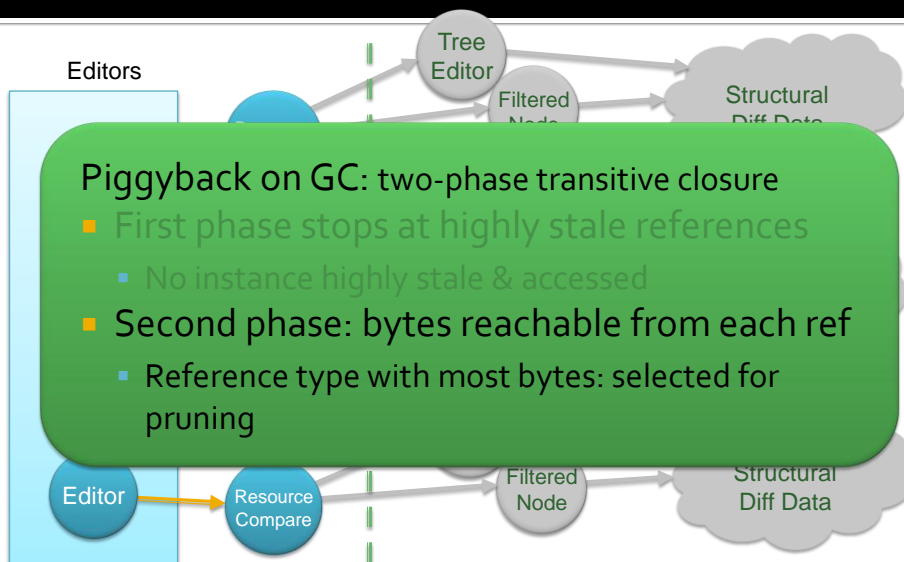 Tree
Editor
Editors
Filtered
Structural
Piggyback on GC: two-phase transitive closure
First phase stops at highly stale references
No instance highly stale & accessed
Second phase: bytes reachable from each ref
Reference type with most bytes: selected for
pruning
Editor
Resource
Compare
Filtered
Node
Structural
Diff Data